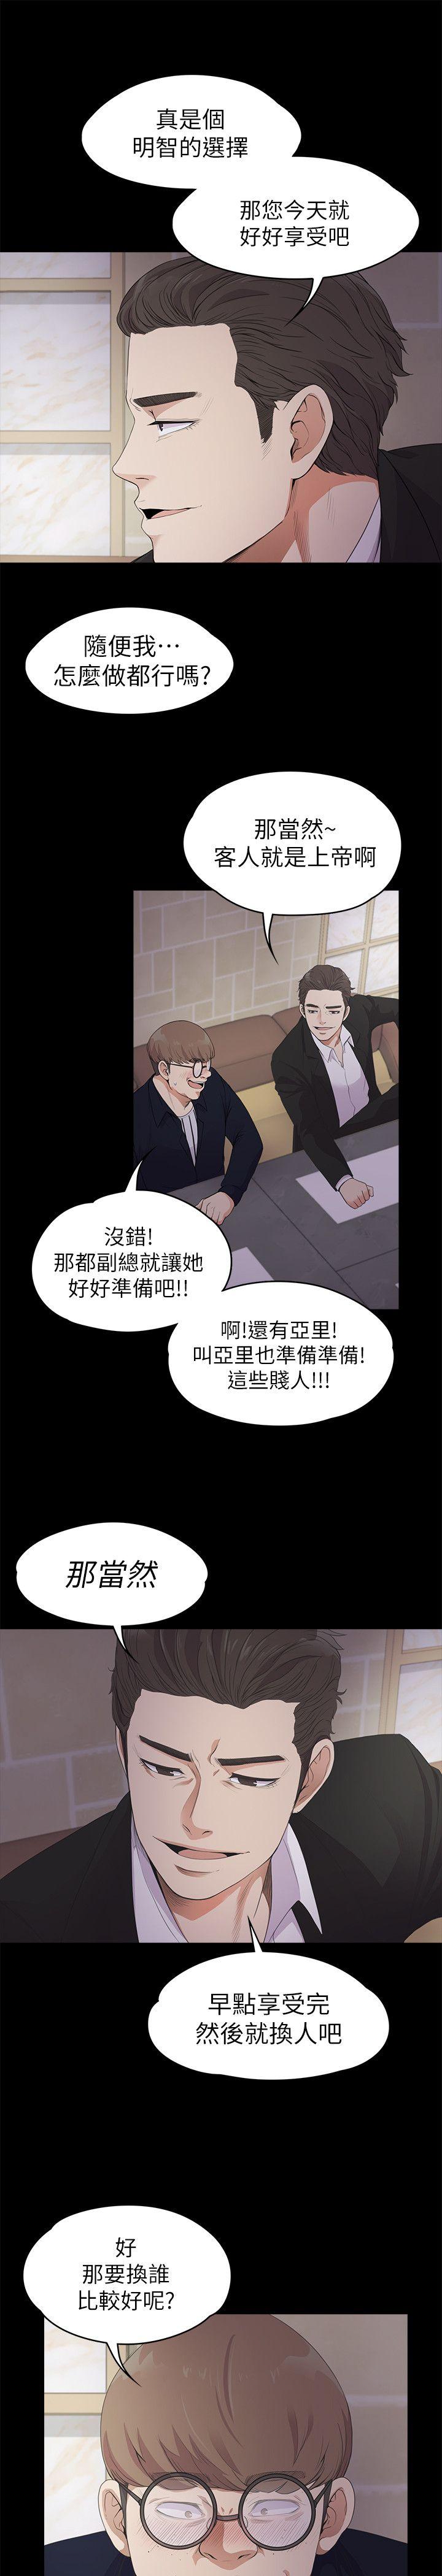 真是個
明智的選擇
那您今天就
好好享受吧
隨便我…
怎麼做都行嗎?
那當然~
客人就是上帝啊
沒錯!
那都副總就讓她
好好準備吧!!
啊!還有亞里!
叫亞里也準備準備!
這些賤人!!!
那當然
早點享受完
然後就換人吧
好
那要換誰
比較好呢?